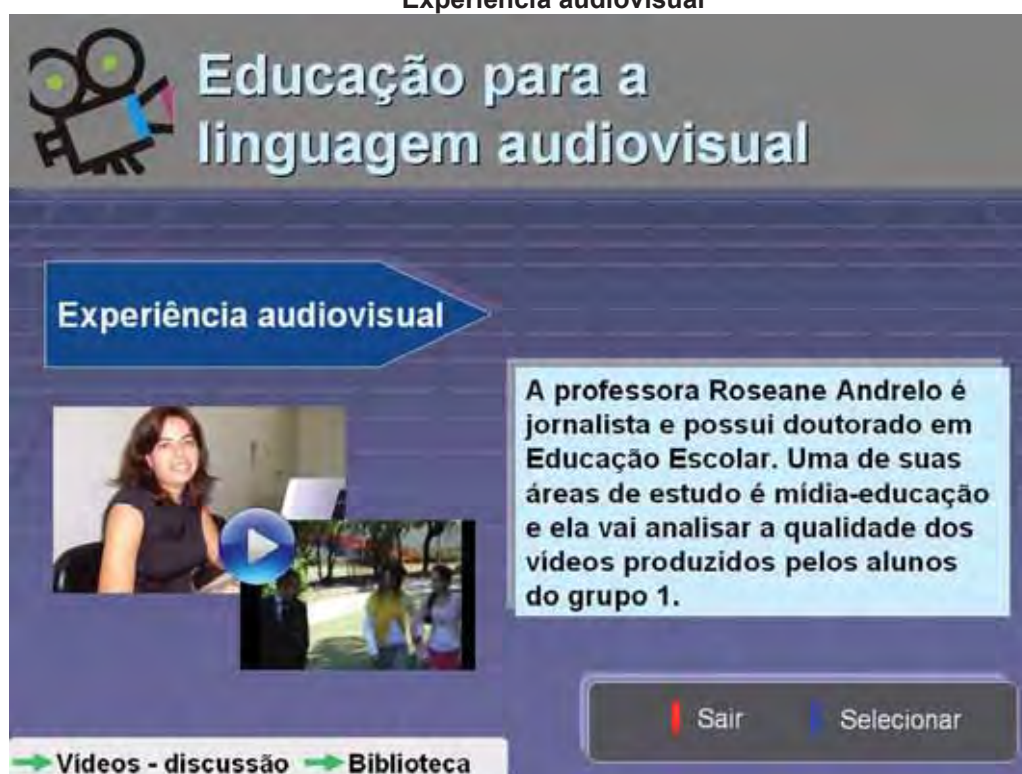 Experiência audiovisual
Educação para a
linguagem audiovisual
Experiência audiovisual
A professora Roseane Andrelo é
jornalista e possui doutorado em
Educação Escolar. Uma de suas
áreas de estudo é mídia-educação
e ela vai analisar a qualidade dos
vídeos produzidos pelos alunos
do grupo 1.
Sair Selecionar
Vídeos - discussão Biblioteca